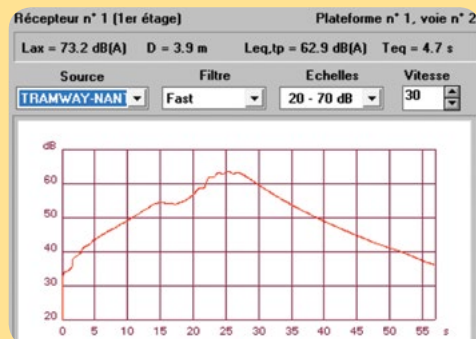 Récepteur n° 1 (1er étage) Plateforme n° 1, voie n° 2
Lax = 73.2 dB(A) D = 3.9 m Leq,tp = 62.9 dB(A) Teq = 4.7 s
Source Filtre Echelles Vitesse
TRAMWAY-NANT Fast 20 - 70 dB 30
dB
60
50
40
30
20
0 5 10 15 20 25 30 35 40 45 50 s